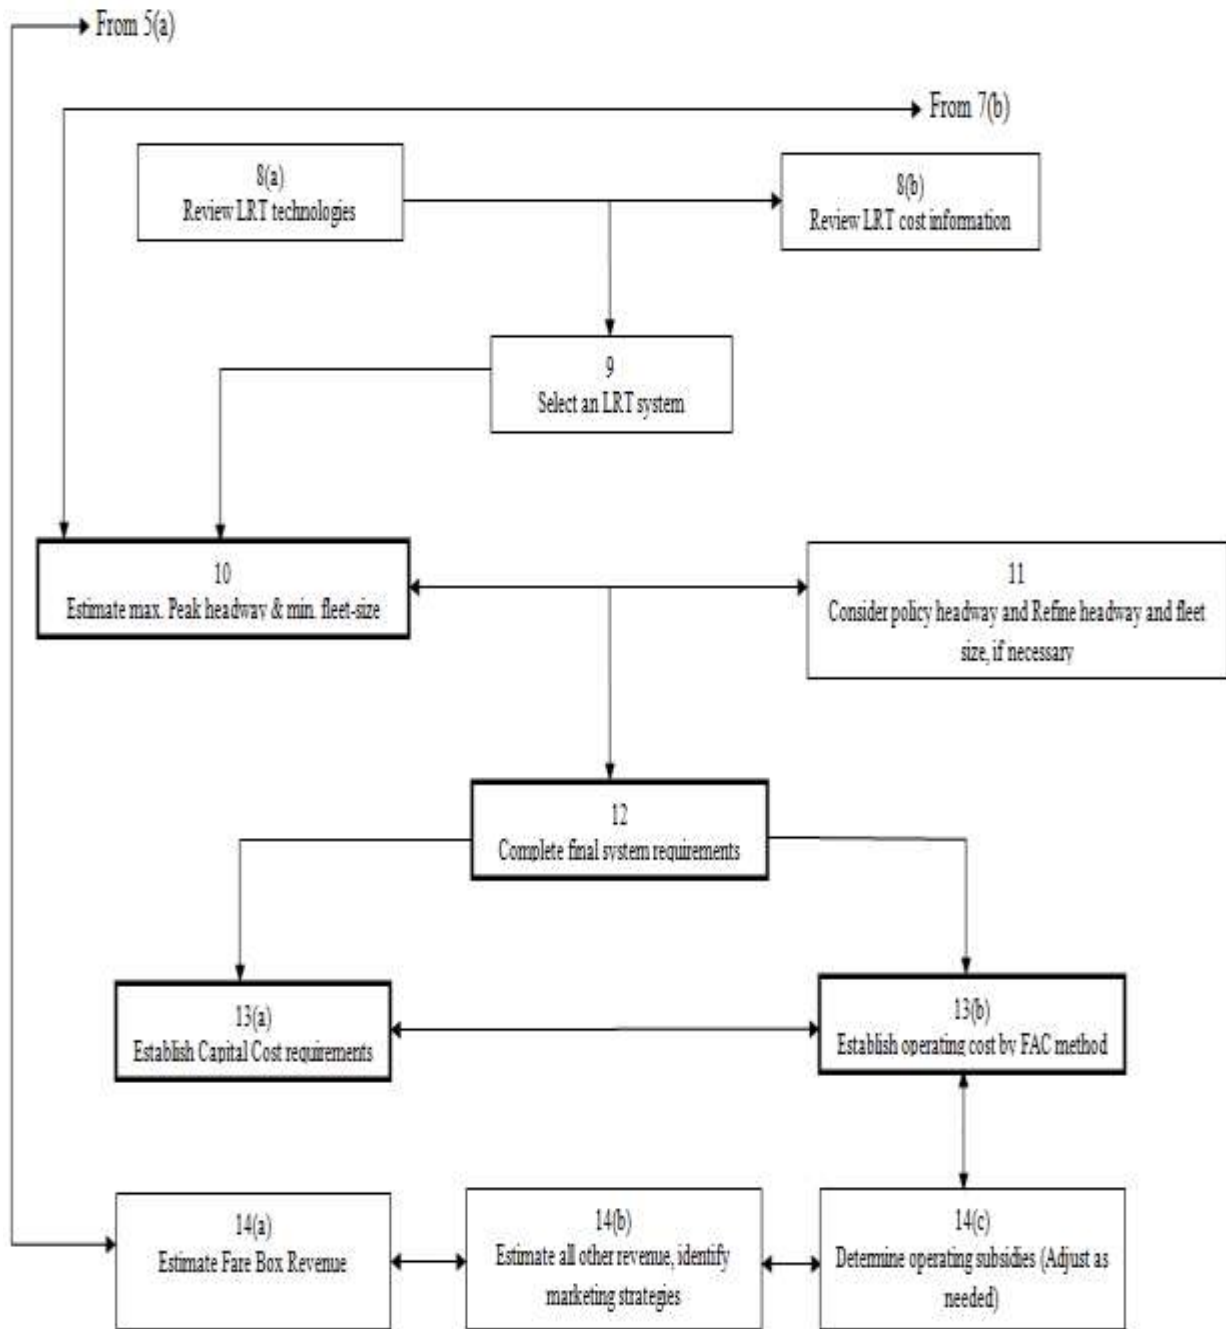 From 5(a)
From 7(b)
8(a)
Review LRT technologies
8(b)
Review LRT cost information
9
Select an LRT system
10
Estimate max. Peak headway & min. fleet-size
11
Consider policy headway and Refine headway and fleet
size, if necessary
12
Complete final system requirements
13(a)
Establish Capital Cost requirements
13(b)
Establish operating cost by FAC method
14(a)
Estimate Fare Box Revenue
14(b)
Estimate all other revenue, identify
marketing strategies
14(c)
Determine operating subsidies (Adjust as
needed)